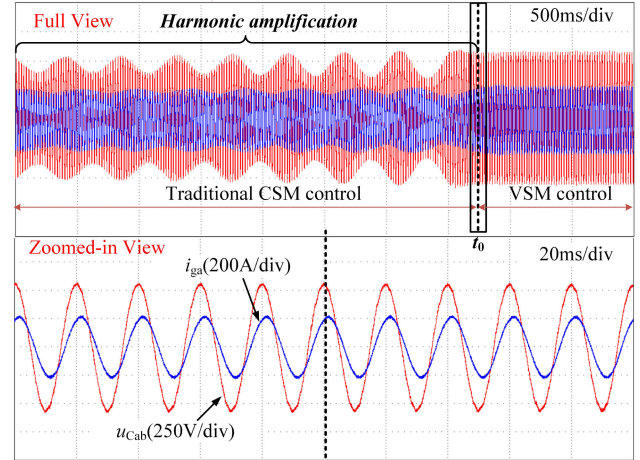 Full View
Harmonic amplification
500ms/div
Traditional CSM control
VSM control
t0
Zoomed-in View
20ms/div
iga(200A/div)
uCab(250V/div)